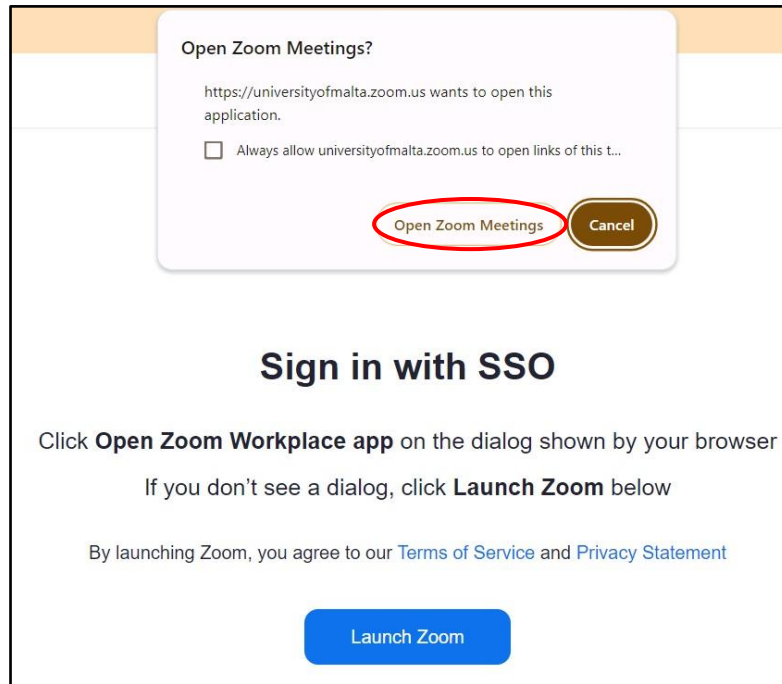 Open Zoom Meetings?
https://universityofmalta.zoom.us wants to open this
application.
Always allow universityofmalta.zoom.us to open links of this t...
Open Zoom Meetings
Cancel
Sign in with SSO
Click Open Zoom Workplace app on the dialog shown by your browser
If you don’t see a dialog, click Launch Zoom below
By launching Zoom, you agree to our Terms of Service and Privacy Statement
Launch Zoom